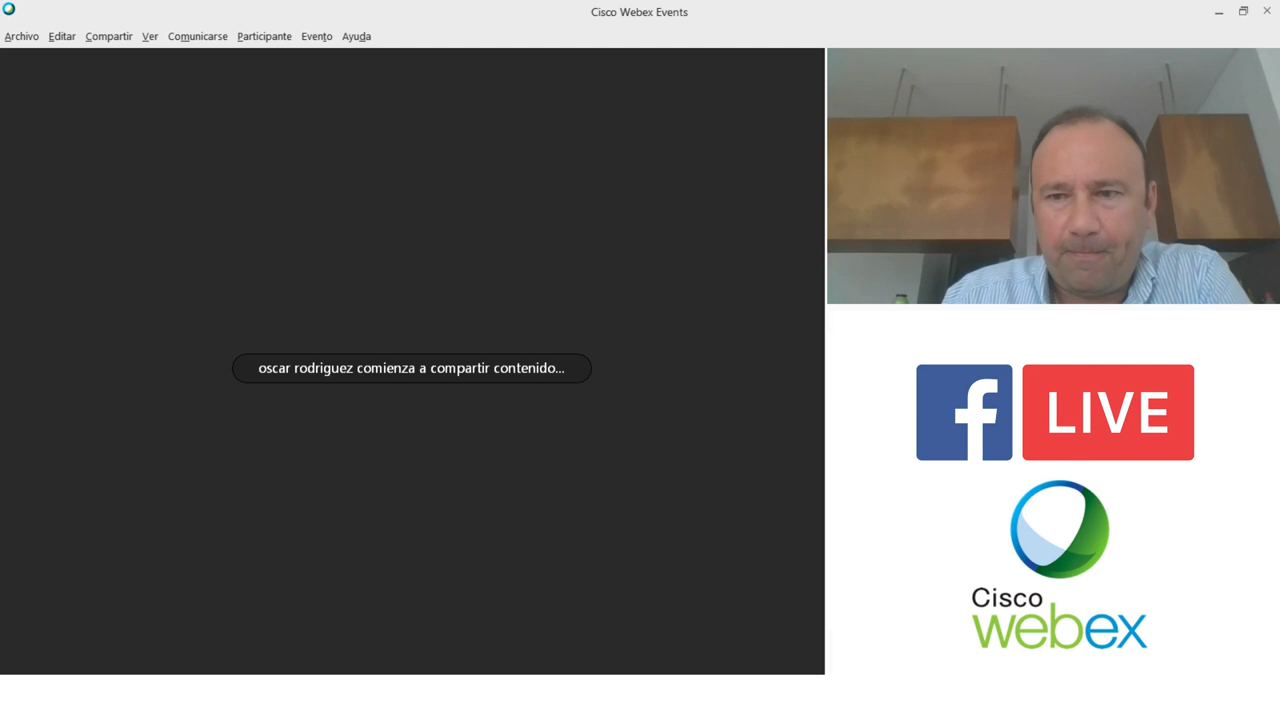 Cisco Webex Events
Archivo Editar Compartir Ver Comunicarse Participante Evento Ayuda
oscar rodriguez comienza a compartir contenido...
f LIVE
Cisco
webex